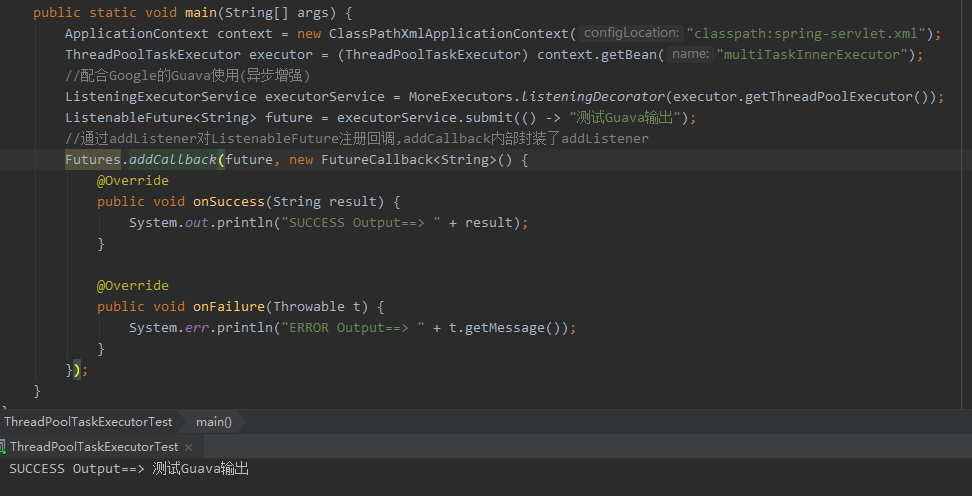 public static void main(String[] args) {
ApplicationContext context = new ClassPathXmlApplicationContext( configLocation: "classpath:spring-servlet.xml");
ThreadPoolTaskExecutor executor = (ThreadPoolTaskExecutor) context.getBean( name: "multiTaskInnerExecutor");
//配合Google的Guava使用(异步增强)
ListeningExecutorService executorService = MoreExecutors.listeningDecorator(executor.getThreadPoolExecutor());
ListenableFuture<String> future = executorService.submit(() -> "测试Guava输出");
//通过addListener对ListenableFuture注册回调,addCallback内部封装了addListener
Futures.addCallback(future, new FutureCallback<String>() {
@Override
public void onSuccess(String result) {
System.out.println("SUCCESS Output==> " + result);
}
@Override
public void onFailure(Throwable t) {
System.err.println("ERROR Output==> " + t.getMessage());
}
});
}
ThreadPoolTaskExecutorTest main()
ThreadPoolTaskExecutorTest ×
SUCCESS Output==> 测试Guava输出